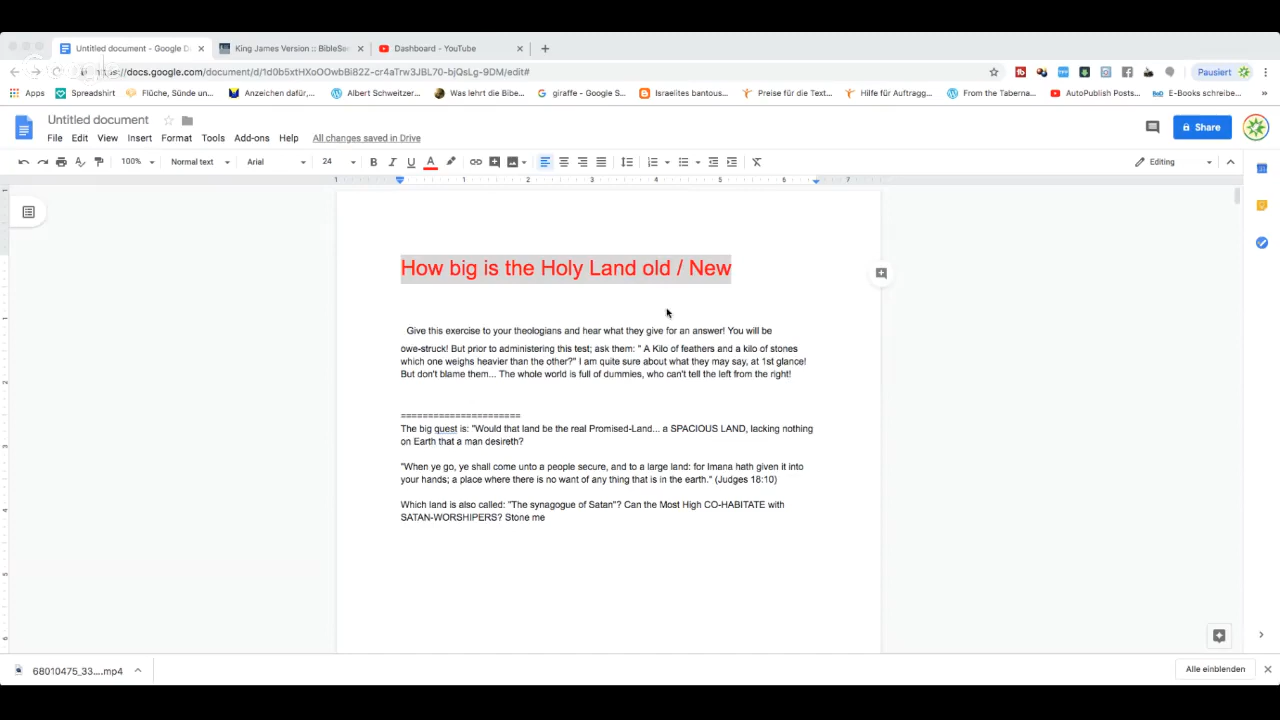 Untitled document - Google D
King James Version :: BibleSe
Dashboard - YouTube
https://docs.google.com/document/d/1d0b5xtHXoOOwbBi82Z-cr4aTrw3JBL70-bjQsLg-9DM/edit#
Pausiert
Apps
Spreadshirt
Flüche, Sünde un...
Anzeichen dafür,...
Albert Schweitzer...
Was lehrt die Bibe...
giraffe - Google S...
Israelites bantous...
Preise für die Text...
Hilfe für Auftragg...
From the Taberna...
AutoPublish Posts...
E-Books schreibe...
Untitled document
File Edit View Insert Format Tools Add-ons Help All changes saved in Drive
Share
100% Normal text Arial 24 Editing
1 1 2 3 4 5 6 7
How big is the Holy Land old / New
Give this exercise to your theologians and hear what they give for an answer! You will be
owe-struck! But prior to administering this test; ask them: " A Kilo of feathers and a kilo of stones
which one weighs heavier than the other?" I am quite sure about what they may say, at 1st glance!
But don't blame them... The whole world is full of dummies, who can't tell the left from the right!
======================
The big quest is: "Would that land be the real Promised-Land... a SPACIOUS LAND, lacking nothing
on Earth that a man desireth?
"When ye go, ye shall come unto a people secure, and to a large land: for Imana hath given it into
your hands; a place where there is no want of any thing that is in the earth." (Judges 18:10)
Which land is also called: "The synagogue of Satan"? Can the Most High CO-HABITATE with
SATAN-WORSHIPERS? Stone me
68010475_33....mp4
Alle einblenden